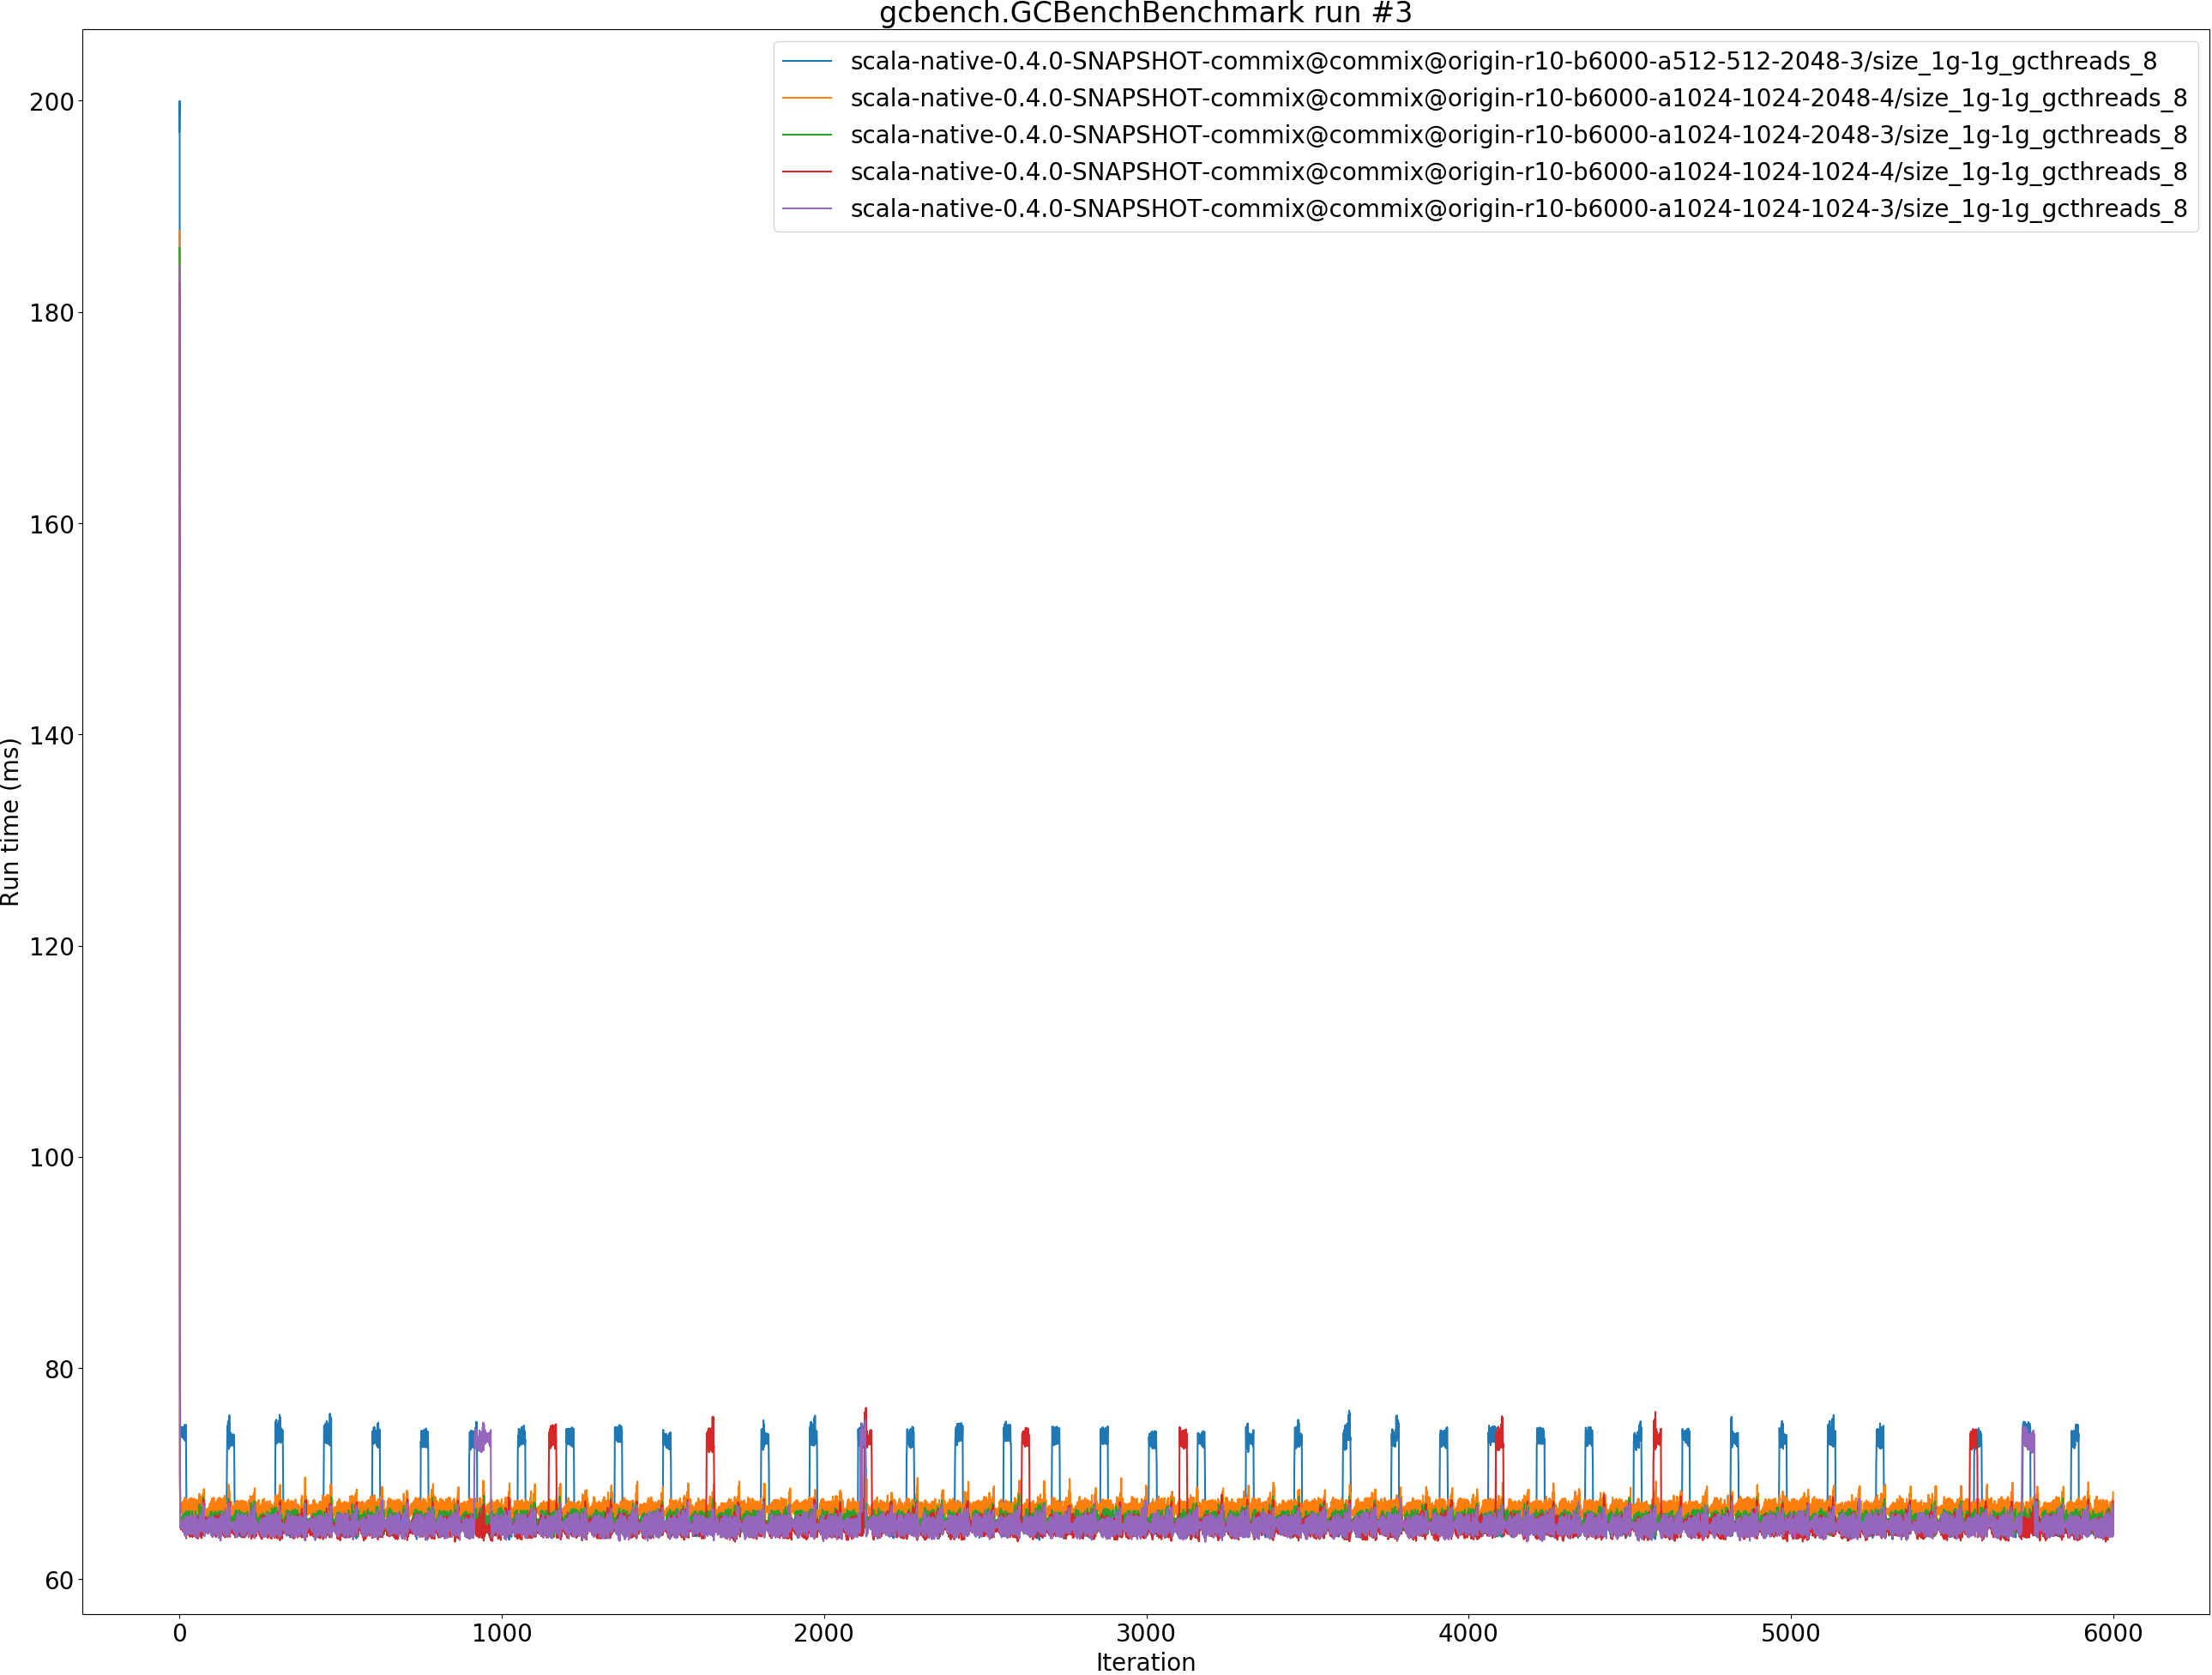 gcbench.GCBenchBenchmark run #3
scala-native-0.4.0-SNAPSHOT-commix@commix@origin-r10-b6000-a512-512-2048-3/size_1g-1g_gcthreads_8
scala-native-0.4.0-SNAPSHOT-commix@commix@origin-r10-b6000-a1024-1024-2048-4/size_1g-1g_gcthreads_8
scala-native-0.4.0-SNAPSHOT-commix@commix@origin-r10-b6000-a1024-1024-2048-3/size_1g-1g_gcthreads_8
scala-native-0.4.0-SNAPSHOT-commix@commix@origin-r10-b6000-a1024-1024-1024-4/size_1g-1g_gcthreads_8
scala-native-0.4.0-SNAPSHOT-commix@commix@origin-r10-b6000-a1024-1024-1024-3/size_1g-1g_gcthreads_8
200
180
160
140
120
100
80
60
Run time (ms)
0 1000 2000 3000 4000 5000 6000
Iteration